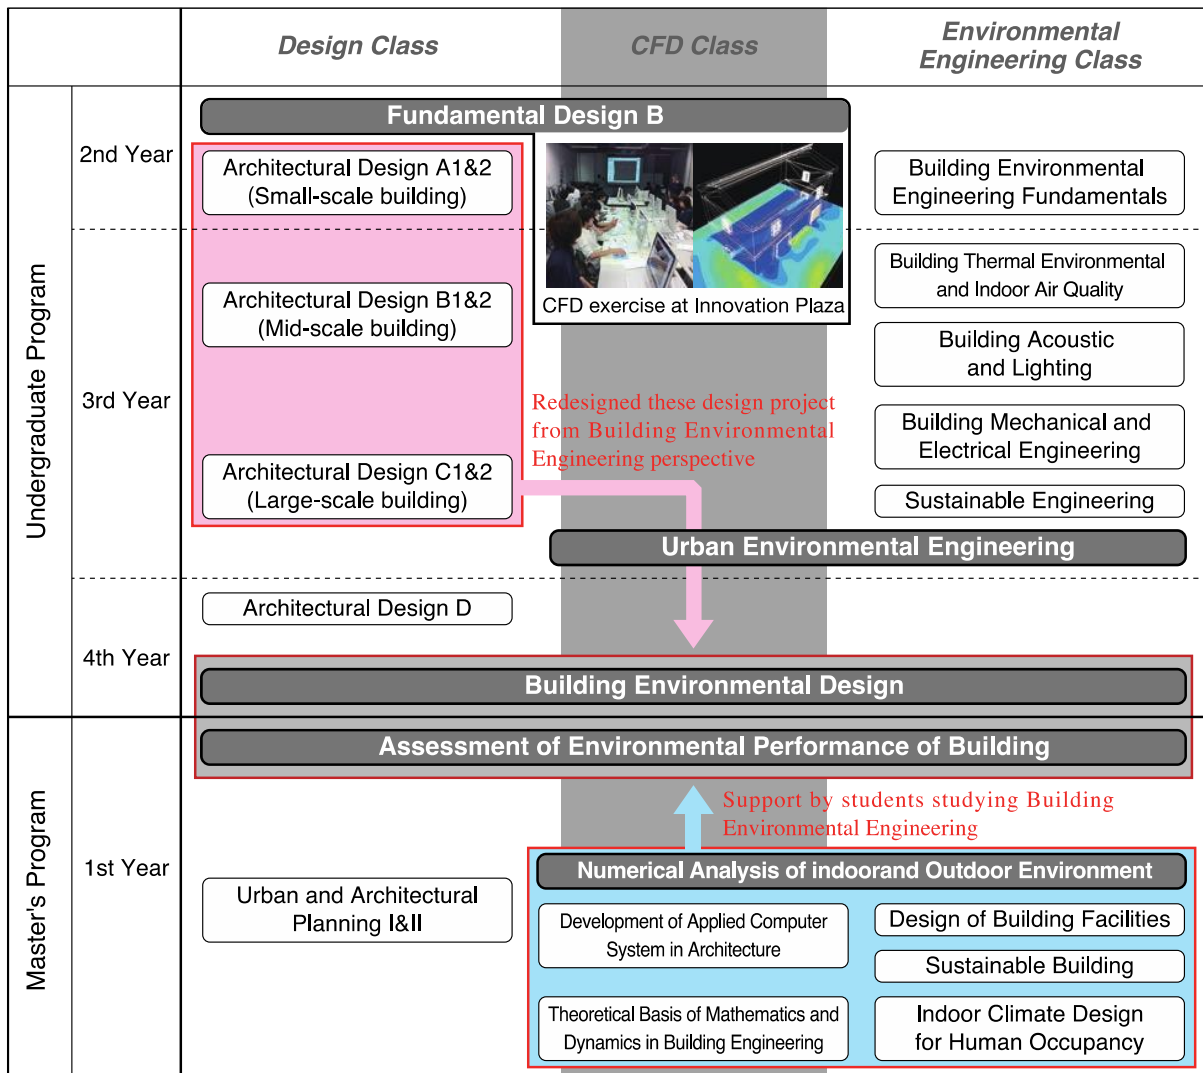 Design Class
CFD Class
Environmental
Engineering Class
Undergraduate Program
2nd Year
Fundamental Design B
Architectural Design A1&2
(Small-scale building)
CFD exercise at Innovation Plaza
Building Environmental
Engineering Fundamentals
3rd Year
Architectural Design B1&2
(Mid-scale building)
Architectural Design C1&2
(Large-scale building)
Redesigned these design project
from Building Environmental
Engineering perspective
Building Thermal Environmental
and Indoor Air Quality
Building Acoustic
and Lighting
Building Mechanical and
Electrical Engineering
Sustainable Engineering
Urban Environmental Engineering
4th Year
Architectural Design D
Building Environmental Design
Master's Program
1st Year
Assessment of Environmental Performance of Building
Support by students studying Building
Environmental Engineering
Numerical Analysis of indoorand Outdoor Environment
Urban and Architectural
Planning I&II
Development of Applied Computer
System in Architecture
Theoretical Basis of Mathematics and
Dynamics in Building Engineering
Design of Building Facilities
Sustainable Building
Indoor Climate Design
for Human Occupancy